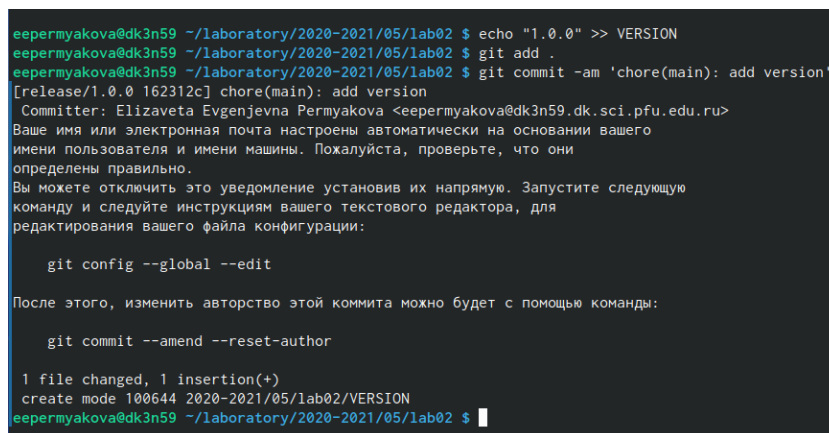 eepermyakova@dk3n59 ~/laboratory/2020-2021/05/lab02 $ echo "1.0.0" >> VERSION
eepermyakova@dk3n59 ~/laboratory/2020-2021/05/lab02 $ git add .
eepermyakova@dk3n59 ~/laboratory/2020-2021/05/lab02 $ git commit -am 'chore(main): add version'
[release/1.0.0 162312c] chore(main): add version
Committer: Elizaveta Evgenjevna Permyakova <eepermyakova@dk3n59.dk.sci.pfu.edu.ru>
Ваше имя или электронная почта настроены автоматически на основании вашего
имени пользователя и имени машины. Пожалуйста, проверьте, что они
определены правильно.
Вы можете отключить это уведомление установив их напрямую. Запустите следующую
команду и следуйте инструкциям вашего текстового редактора, для
редактирования вашего файла конфигурации:
git config --global --edit
После этого, изменить авторство этой коммита можно будет с помощью команды:
git commit --amend --reset-author
1 file changed, 1 insertion(+)
create mode 100644 2020-2021/05/lab02/VERSION
eepermyakova@dk3n59 ~/laboratory/2020-2021/05/lab02 $